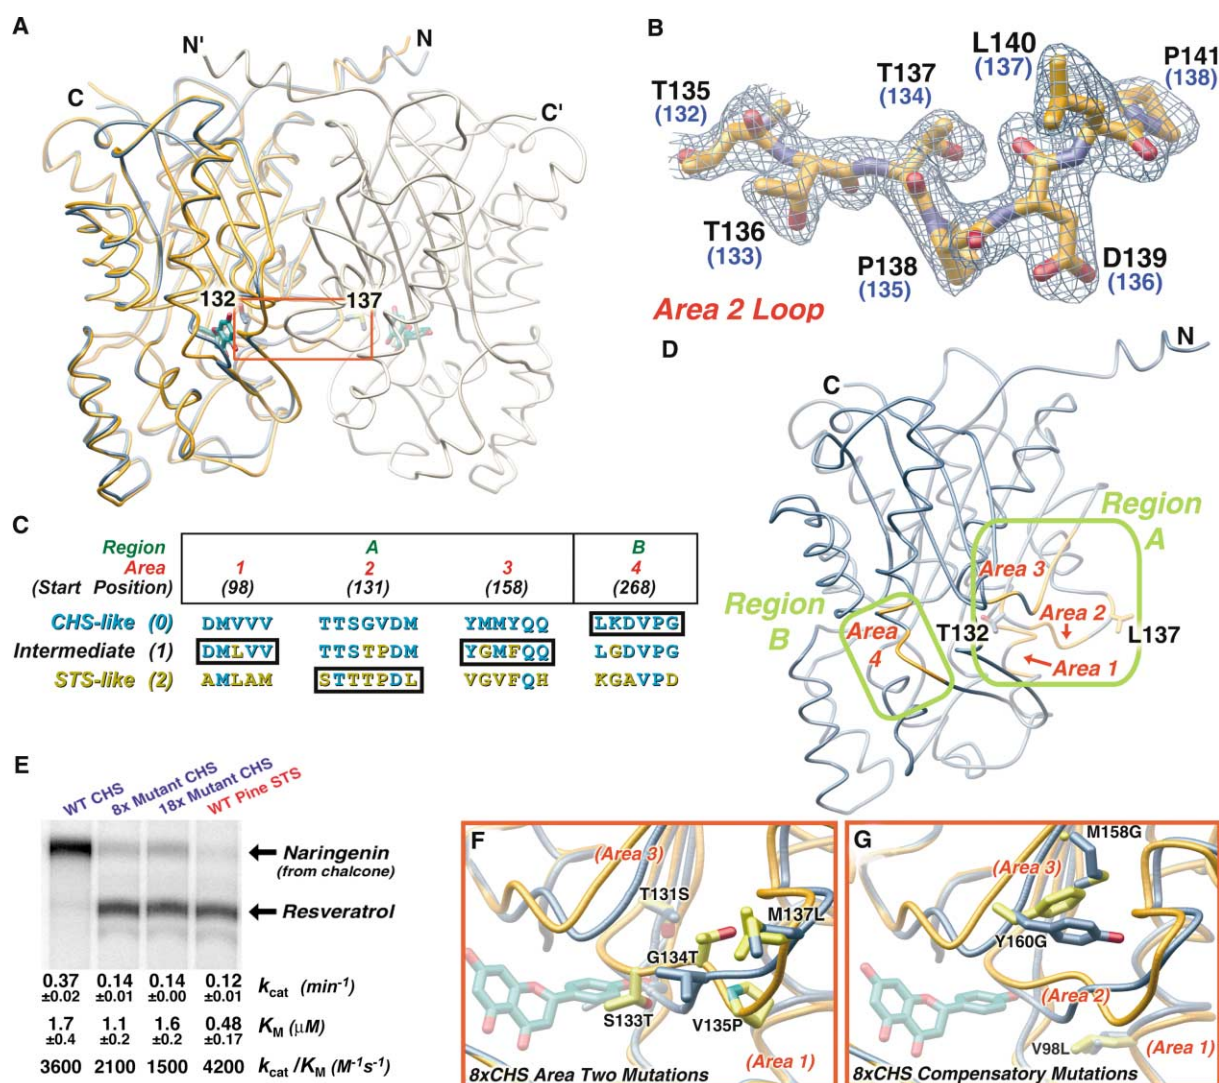 A
N'
N
C
C'
132
137
B
L140
(137)
P141
(138)
T137
(134)
T135
(132)
T136
(133)
P138
(135)
D139
(136)
Area 2 Loop
C
Region A B
Area 1 2 3 4
(Start Position) (98) (131) (158) (268)
CHS-like (0) DMVVV TTSGVDM YMMYQQ LKDVPG
Intermediate (1) DMLVV TTSTPDM YGMFQQ LGDVPG
STS-like (2) AMLAM STTTPDL VGVFQH KGAVPD
D
N
C
Region A
Area 3
Area 2
Area 1
T132
L137
Region B
Area 4
E
WT CHS
8x Mutant CHS
18x Mutant CHS
WT Pine STS
Naringenin
(from chalcone)
Resveratrol
0.37 0.14 0.14 0.12 kcat (min-1)
±0.02 ±0.01 ±0.00 ±0.01
1.7 1.1 1.6 0.48 KM (μM)
±0.4 ±0.2 ±0.2 ±0.17
3600 2100 1500 4200 kcat/KM (M-1s-1)
F
(Area 3)
T131S
M137L
G134T
S133T
V135P
(Area 1)
8xCHS Area Two Mutations
G
M158G
(Area 3)
Y160G
(Area 2)
V98L
(Area 1)
8xCHS Compensatory Mutations